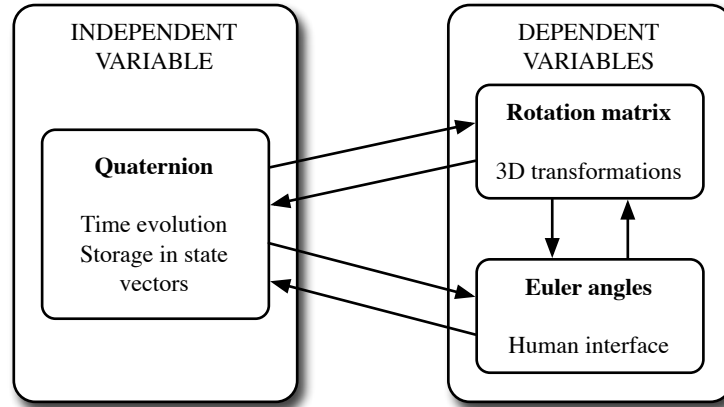 INDEPENDENT
VARIABLE
Quaternion
Time evolution
Storage in state
vectors
DEPENDENT
VARIABLES
Rotation matrix
3D transformations
Euler angles
Human interface